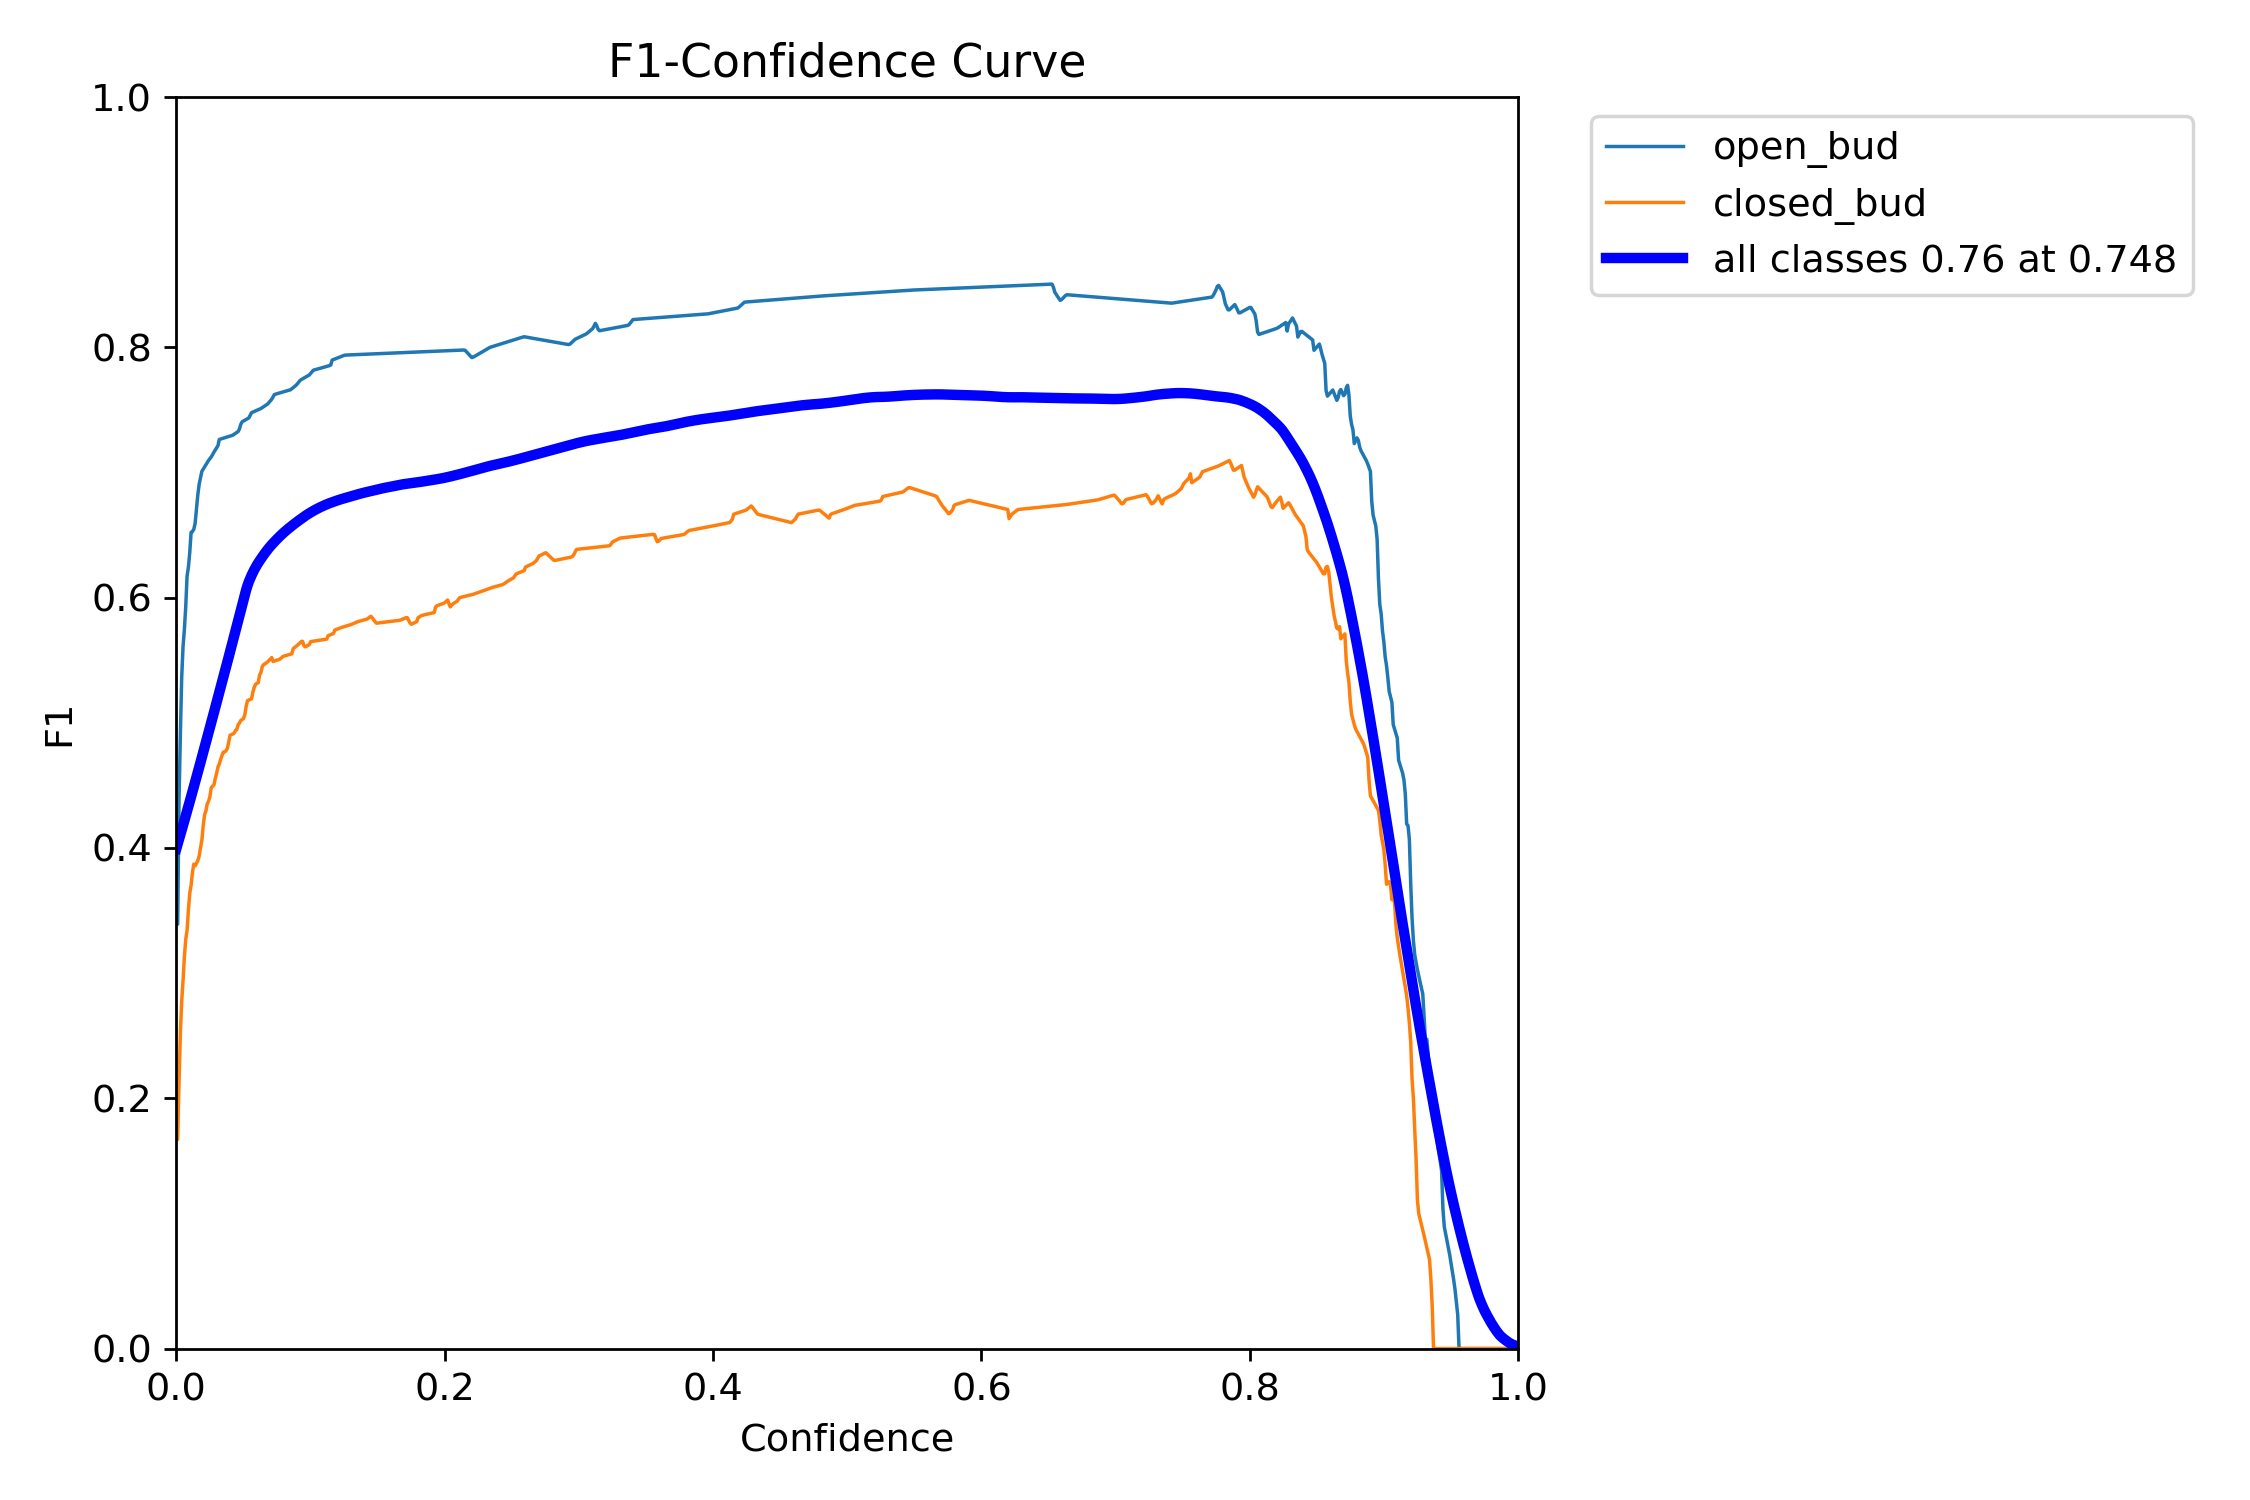 F1-Confidence Curve
open_bud
closed_bud
all classes 0.76 at 0.748
F1
1.0
0.8
0.6
0.4
0.2
0.0
0.0 0.2 0.4 0.6 0.8 1.0
Confidence